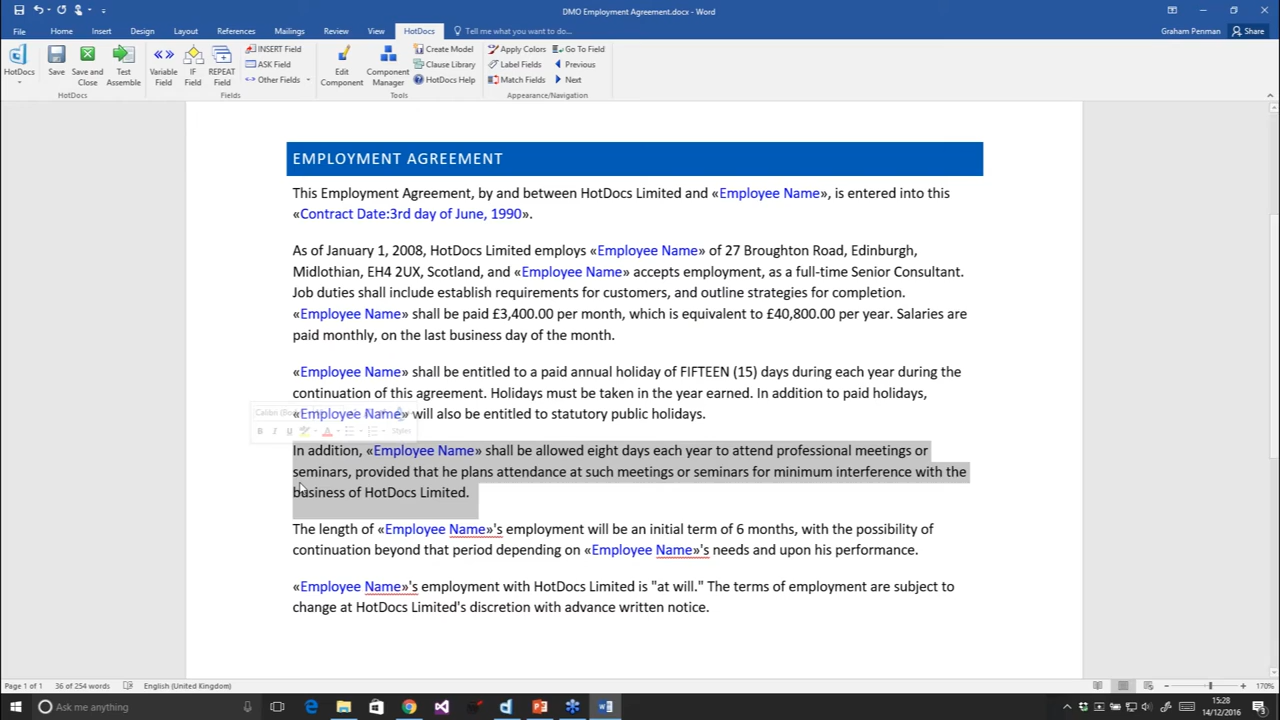 DMO Employment Agreement.docx - Word
File Home Insert Design Layout References Mailings Review View HotDocs Tell me what you want to do...
Graham Penman Share
HotDocs Save Save and Close Test Assemble
HotDocs
Variable Field IF Field REPEAT Field INSERT Field ASK Field Other Fields
Fields
Edit Component Component Manager Create Model Clause Library HotDocs Help
Tools
Apply Colors Label Fields Match Fields Go To Field Previous Next
Appearance/Navigation
EMPLOYMENT AGREEMENT
This Employment Agreement, by and between HotDocs Limited and «Employee Name», is entered into this
«Contract Date:3rd day of June, 1990».
As of January 1, 2008, HotDocs Limited employs «Employee Name» of 27 Broughton Road, Edinburgh,
Midlothian, EH4 2UX, Scotland, and «Employee Name» accepts employment, as a full-time Senior Consultant.
Job duties shall include establish requirements for customers, and outline strategies for completion.
«Employee Name» shall be paid £3,400.00 per month, which is equivalent to £40,800.00 per year. Salaries are
paid monthly, on the last business day of the month.
«Employee Name» shall be entitled to a paid annual holiday of FIFTEEN (15) days during each year during the
continuation of this agreement. Holidays must be taken in the year earned. In addition to paid holidays,
«Employee Name» will also be entitled to statutory public holidays.
Styles
In addition, «Employee Name» shall be allowed eight days each year to attend professional meetings or
seminars, provided that he plans attendance at such meetings or seminars for minimum interference with the
business of HotDocs Limited.
The length of «Employee Name»'s employment will be an initial term of 6 months, with the possibility of
continuation beyond that period depending on «Employee Name»'s needs and upon his performance.
«Employee Name»'s employment with HotDocs Limited is "at will." The terms of employment are subject to
change at HotDocs Limited's discretion with advance written notice.
Page 1 of 1 36 of 254 words English (United Kingdom) 170%
Ask me anything
15:28
14/12/2016